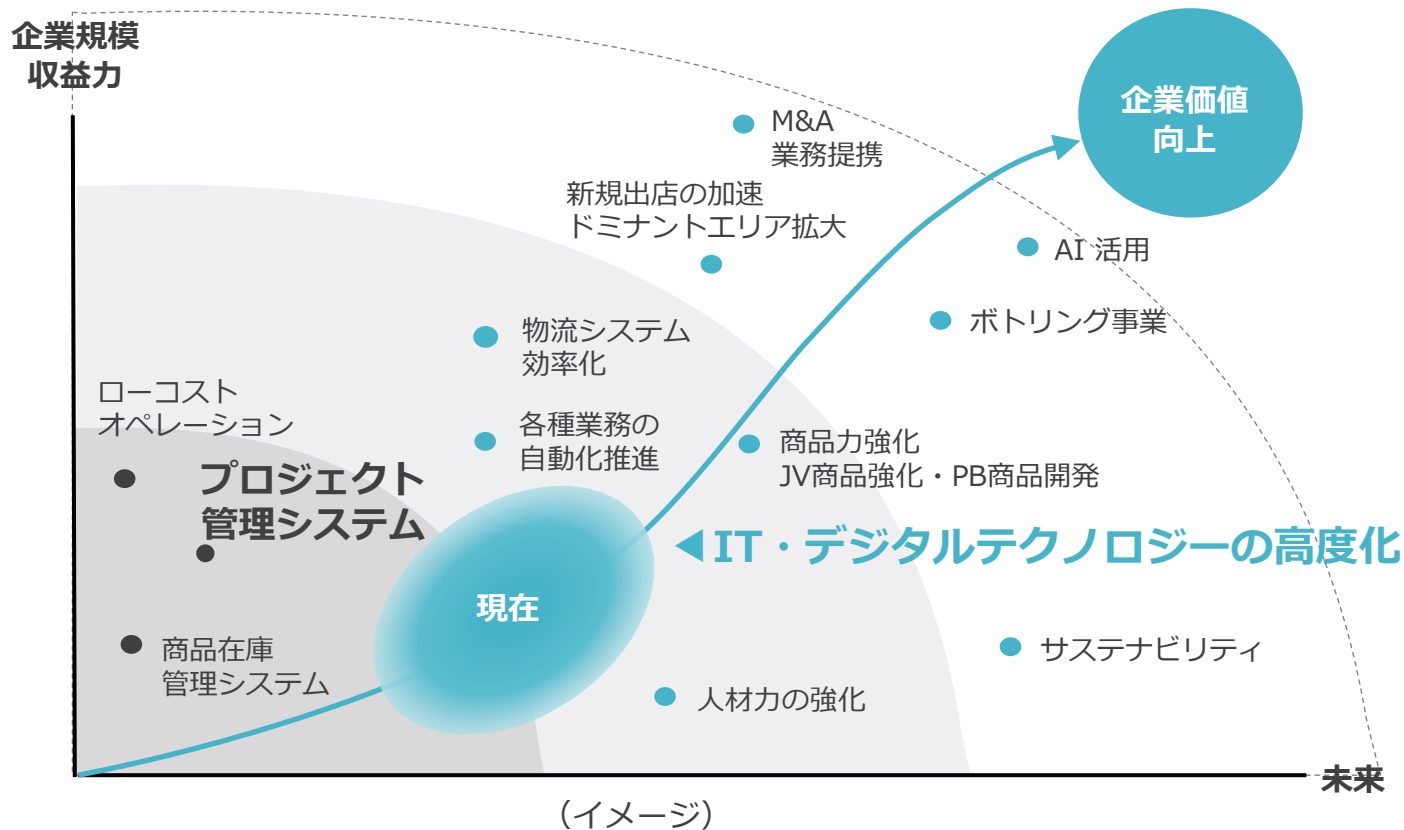 企業規模
収益力
企業価値
向上
M&A
業務提携
新規出店の加速
ドミナントエリア拡大
AI 活用
ボトリング事業
物流システム
効率化
ローコスト
オペレーション
各種業務の
自動化推進
商品力強化
JV商品強化・PB商品開発
プロジェクト
管理システム
◀IT・デジタルテクノロジーの高度化
現在
商品在庫
管理システム
サステナビリティ
人材力の強化
未来
（イメージ）